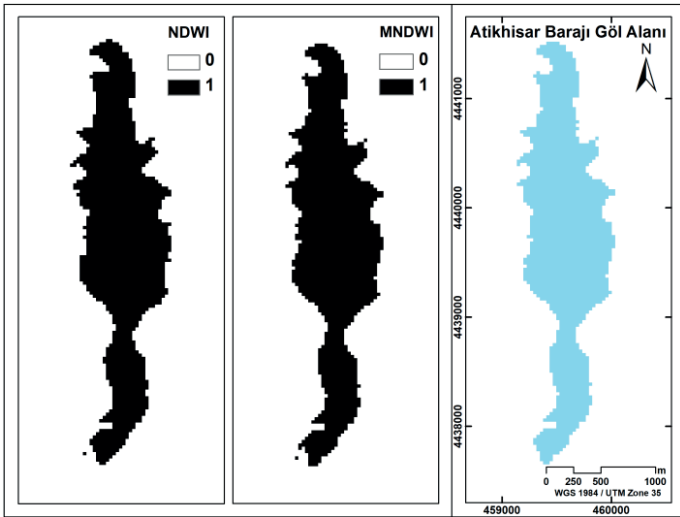 NDWI
0
1
MNDWI
0
1
Atikhisar Barajı Göl Alanı
N
4441000
4440000
4439000
4438000
m
0 250 500 1000
WGS 1984 / UTM Zone 35
459000 460000